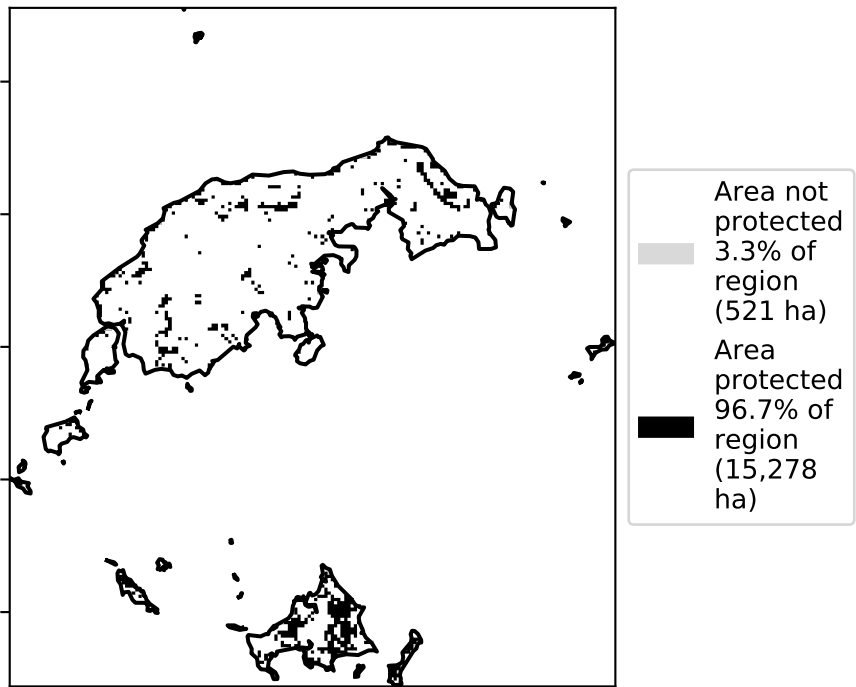 Area not
protected
3.3% of
region
(521 ha)
Area
protected
96.7% of
region
(15,278
ha)